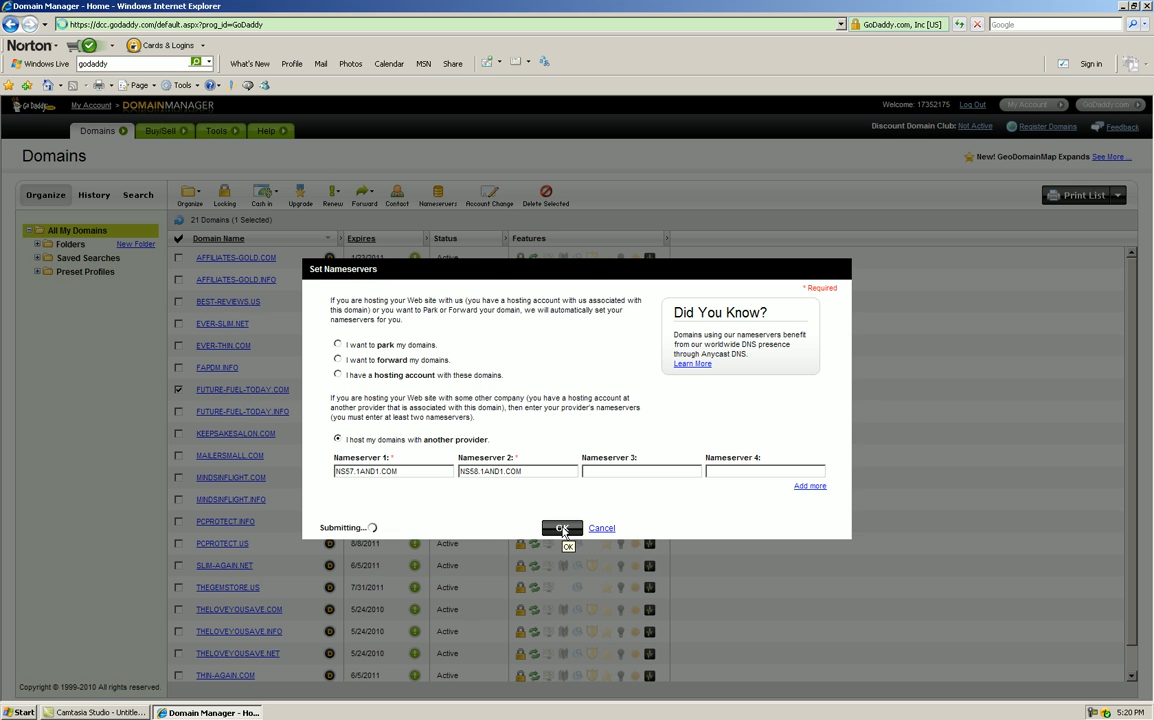 Domain Manager - Home - Windows Internet Explorer
https://dcc.godaddy.com/default.aspx?prog_id=GoDaddy
GoDaddy.com, Inc [US]
Google
Norton
Cards & Logins
Windows Live
godaddy
What's New
Profile
Mail
Photos
Calendar
MSN
Share
Sign in
Page
Tools
Go Daddy
My Account > DOMAINMANAGER
Welcome: 17352175
Log Out
My Account
GoDaddy.com
Domains
Buy/Sell
Tools
Help
Discount Domain Club: Not Active
Register Domains
Feedback
Domains
New! GeoDomainMap Expands See More ...
Organize
History
Search
Organize
Locking
Cash in
Upgrade
Renew
Forward
Contact
Nameservers
Account Change
Delete Selected
Print List
All My Domains
Folders
New Folder
Saved Searches
Preset Profiles
21 Domains (1 Selected)
Domain Name
Expires
Status
Features
AFFILIATES-GOLD.COM
Active
AFFILIATES-GOLD.INFO
BEST-REVIEWS.US
EVER-SLIM.NET
EVER-THIN.COM
FAPDM.INFO
FUTURE-FUEL-TODAY.COM
FUTURE-FUEL-TODAY.INFO
KEEPSAKESALON.COM
MAILERSMALL.COM
MINDSINFLIGHT.COM
MINDSINFLIGHT.INFO
PCPROTECT.INFO
PCPROTECT.US
8/8/2011
Active
SLIM-AGAIN.NET
6/5/2011
Active
THEGEMSTORE.US
7/31/2011
Active
THELOVEYOUSAVE.COM
5/24/2010
Active
THELOVEYOUSAVE.INFO
5/24/2010
Active
THELOVEYOUSAVE.NET
5/24/2010
Active
THIN-AGAIN.COM
6/5/2011
Active
Set Nameservers
* Required
If you are hosting your Web site with us (you have a hosting account with us associated with
this domain) or you want to Park or Forward your domain, we will automatically set your
nameservers for you.
I want to park my domains.
I want to forward my domains.
I have a hosting account with these domains.
Did You Know?
Domains using our nameservers benefit
from our worldwide DNS presence
through Anycast DNS.
Learn More
If you are hosting your Web site with some other company (you have a hosting account at
another provider that is associated with this domain), then enter your provider's nameservers
(you must enter at least two nameservers).
I host my domains with another provider.
Nameserver 1: *
Nameserver 2: *
Nameserver 3:
Nameserver 4:
NS57.1AND1.COM
NS58.1AND1.COM
Add more
Submitting...
OK
Cancel
OK
Copyright © 1999-2010 All rights reserved.
Start
Camtasia Studio - Untitle...
Domain Manager - Ho...
5:20 PM